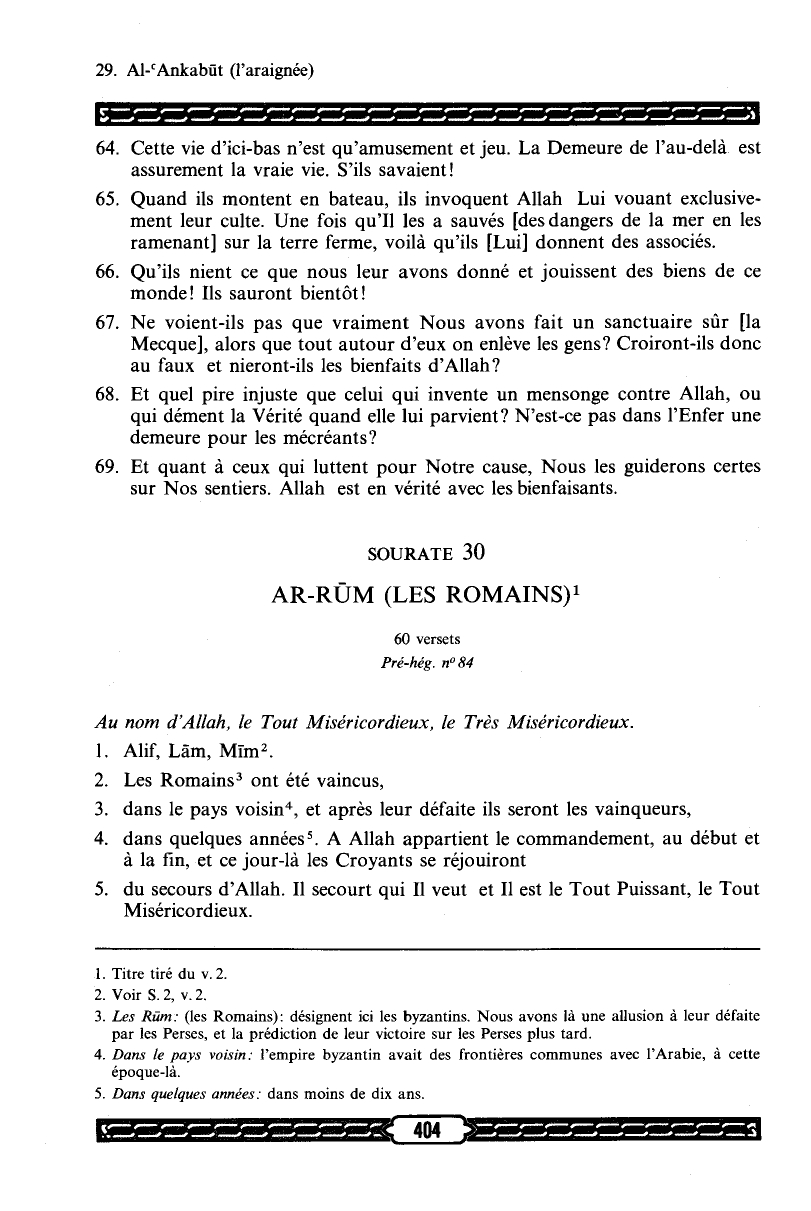 29. Al-ʿAnkabūt (l'araignée)
64. Cette vie d'ici-bas n'est qu'amusement et jeu. La Demeure de l'au-delà est
assurement la vraie vie. S'ils savaient!
65. Quand ils montent en bateau, ils invoquent Allah Lui vouant exclusive-
ment leur culte. Une fois qu'Il les a sauvés [des dangers de la mer en les
ramenant] sur la terre ferme, voilà qu'ils [Lui] donnent des associés.
66. Qu'ils nient ce que nous leur avons donné et jouissent des biens de ce
monde! Ils sauront bientôt!
67. Ne voient-ils pas que vraiment Nous avons fait un sanctuaire sûr [la
Mecque], alors que tout autour d'eux on enlève les gens? Croiront-ils donc
au faux et nieront-ils les bienfaits d'Allah?
68. Et quel pire injuste que celui qui invente un mensonge contre Allah, ou
qui dément la Vérité quand elle lui parvient? N'est-ce pas dans l'Enfer une
demeure pour les mécréants?
69. Et quant à ceux qui luttent pour Notre cause, Nous les guiderons certes
sur Nos sentiers. Allah est en vérité avec les bienfaisants.
SOURATE 30
AR-RŪM (LES ROMAINS)¹
60 versets
Pré-hég. nº 84
Au nom d'Allah, le Tout Miséricordieux, le Très Miséricordieux.
1. Alif, Lām, Mīm².
2. Les Romains³ ont été vaincus,
3. dans le pays voisin⁴, et après leur défaite ils seront les vainqueurs,
4. dans quelques années⁵. A Allah appartient le commandement, au début et
à la fin, et ce jour-là les Croyants se réjouiront
5. du secours d'Allah. Il secourt qui Il veut et Il est le Tout Puissant, le Tout
Miséricordieux.
1. Titre tiré du v. 2.
2. Voir S. 2, v. 2.
3. Les Rūm: (les Romains): désignent ici les byzantins. Nous avons là une allusion à leur défaite
par les Perses, et la prédiction de leur victoire sur les Perses plus tard.
4. Dans le pays voisin: l'empire byzantin avait des frontières communes avec l'Arabie, à cette
époque-là.
5. Dans quelques années: dans moins de dix ans.
404